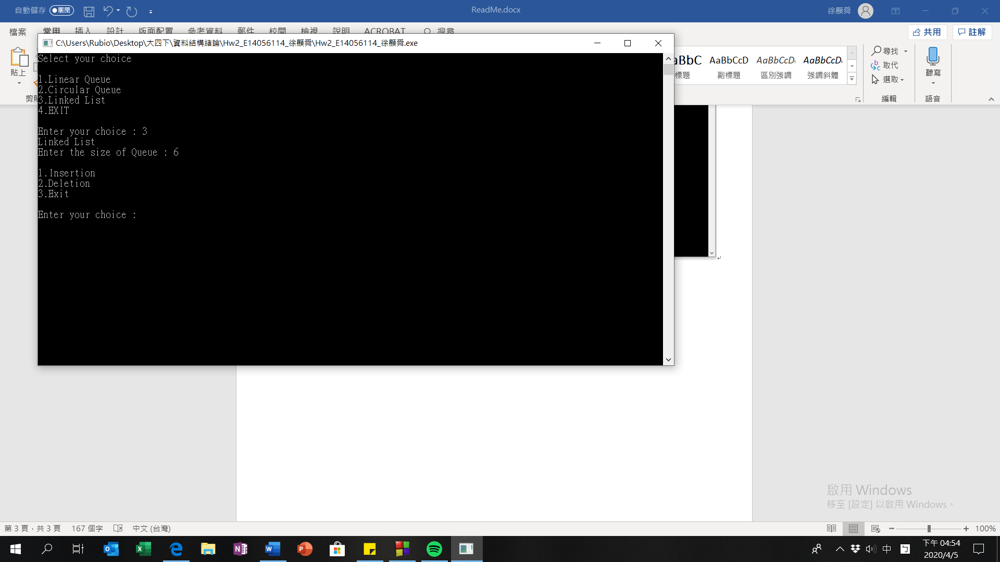 自動儲存 關閉
ReadMe.docx
徐顥舜
檔案 常用 插入 設計 版面配置 參考資料 郵件 校閱 檢視 說明 ACROBAT 搜尋
共用 註解
C:\Users\Rubio\Desktop\大四下\資料結構緒論\Hw2_E14056114_徐顥舜\Hw2_E14056114_徐顥舜.exe
Select your choice
1.Linear Queue
2.Circular Queue
3.Linked List
4.EXIT
Enter your choice : 3
Linked List
Enter the size of Queue : 6
1.Insertion
2.Deletion
3.Exit
Enter your choice :
貼上
aBbC AaBbCcD AaBbCcD AaBbCcD
標題 副標題 區別強調 強調斜體
尋找
取代
選取
編輯
聽寫
語音
啟用 Windows
移至 [設定] 以啟用 Windows。
第 3 頁，共 3 頁 167 個字 中文 (台灣)
100%
中
下午 04:54
2020/4/5